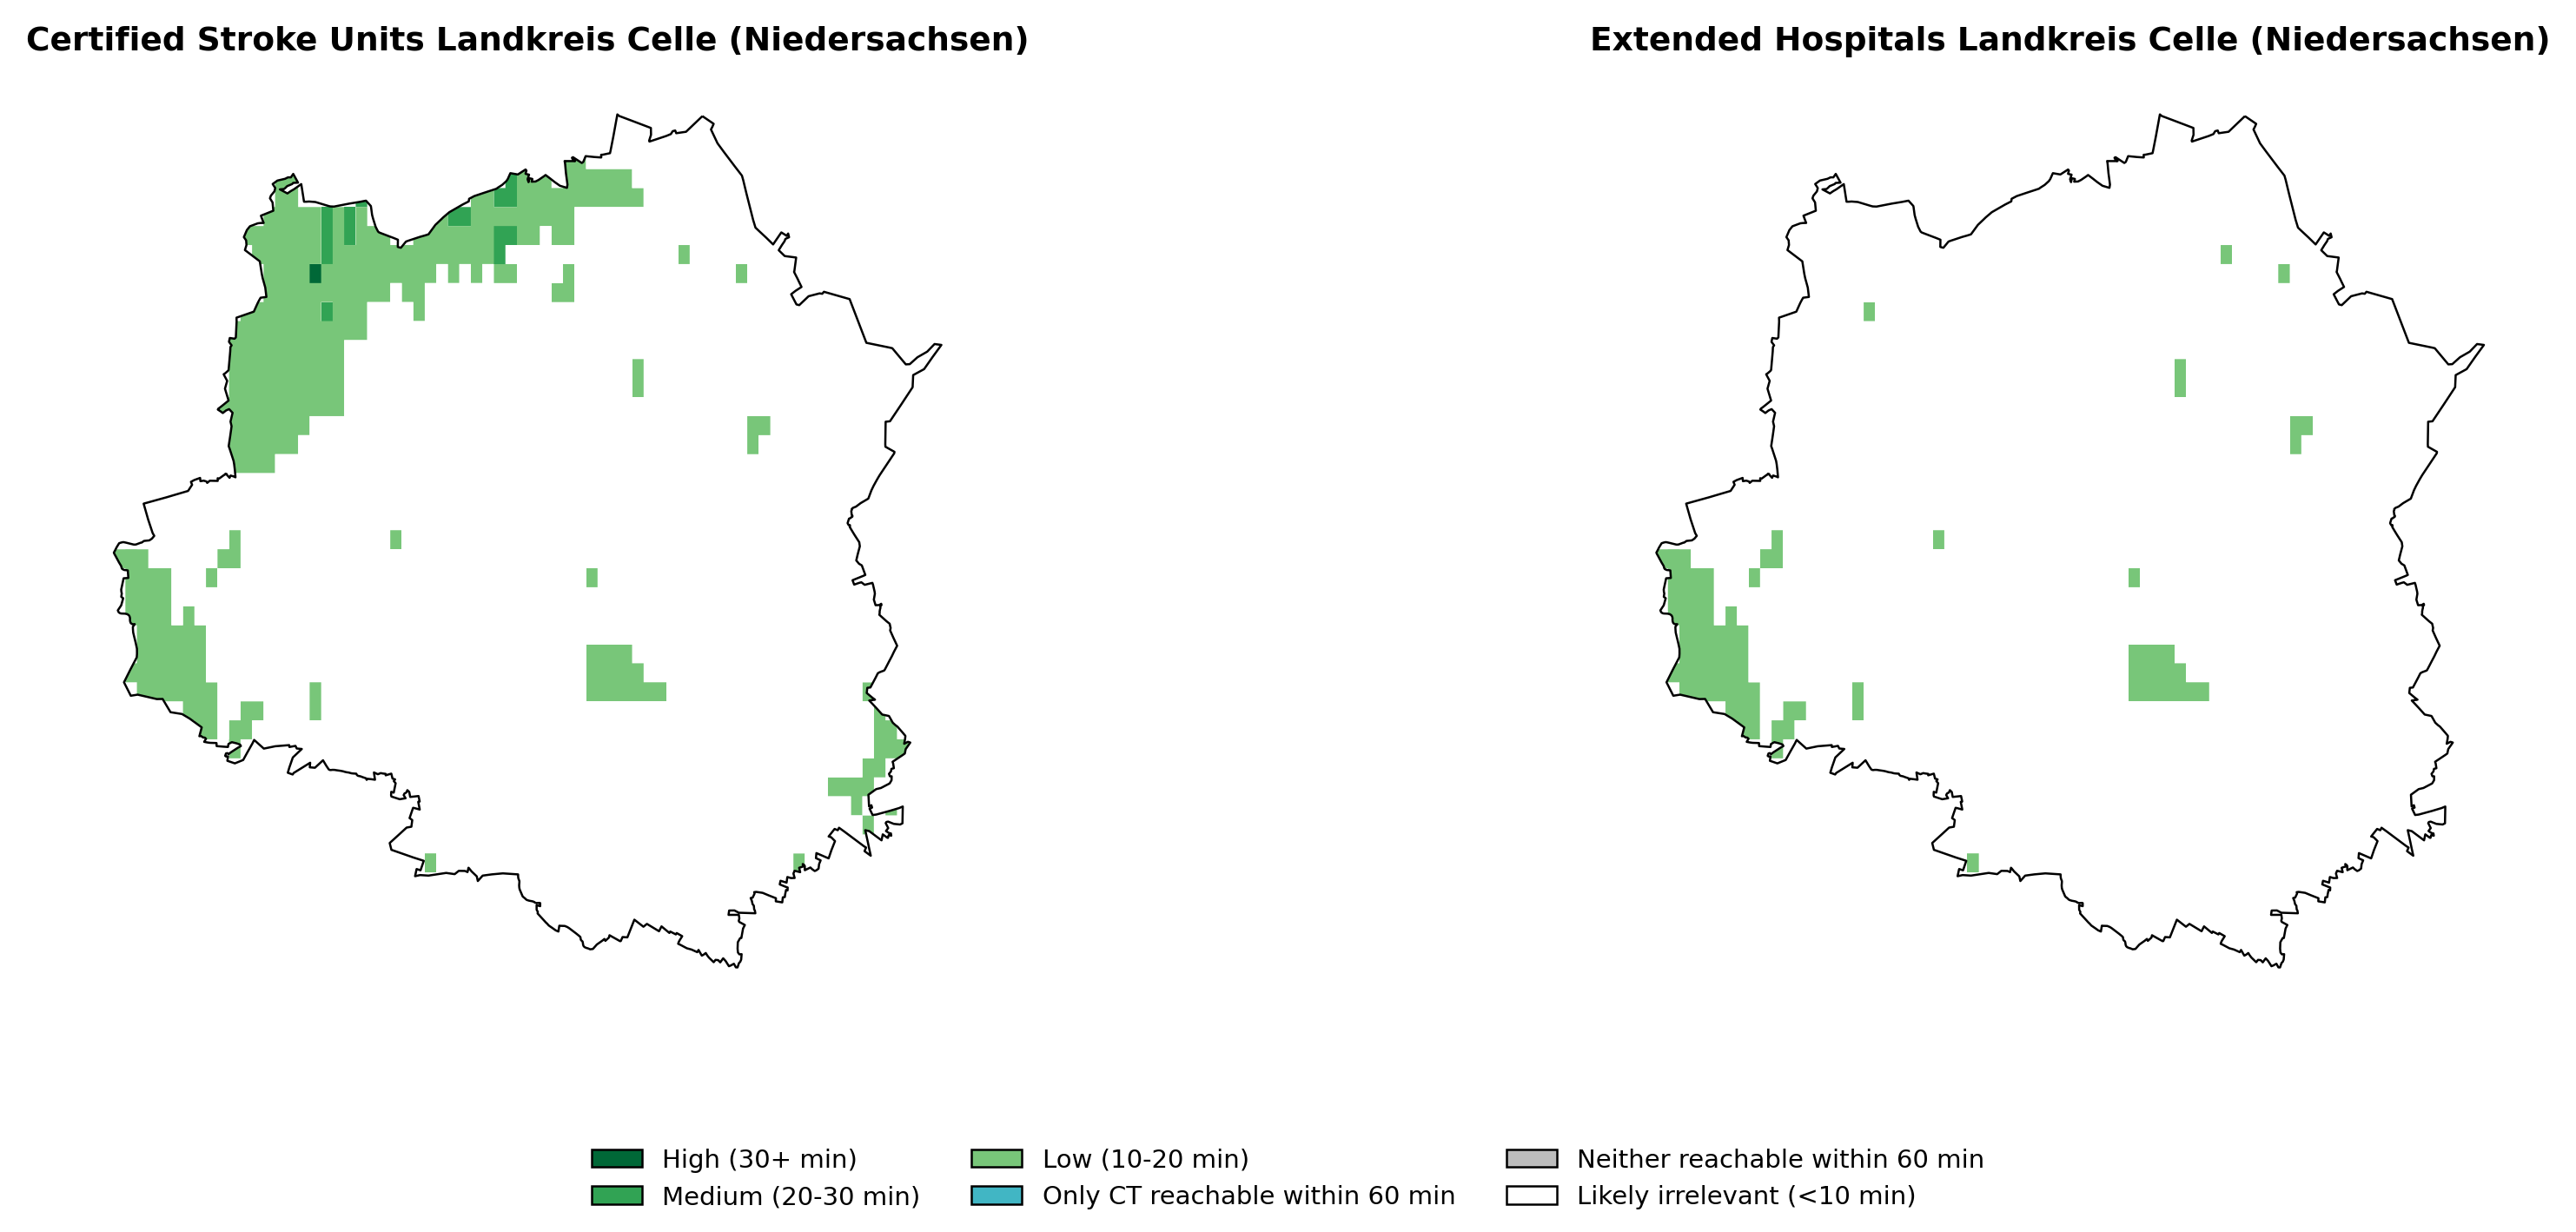 Certified Stroke Units Landkreis Celle (Niedersachsen)
Extended Hospitals Landkreis Celle (Niedersachsen)
High (30+ min)
Medium (20-30 min)
Low (10-20 min)
Only CT reachable within 60 min
Neither reachable within 60 min
Likely irrelevant (<10 min)